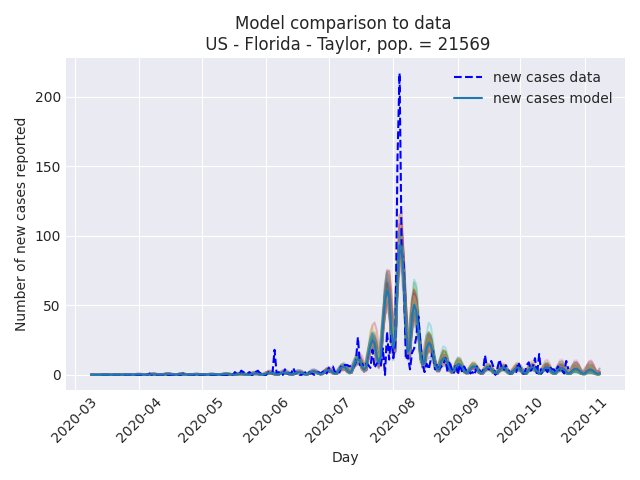 Model comparison to data
US - Florida - Taylor, pop. = 21569
new cases data
new cases model
Number of new cases reported
200
150
100
50
0
2020-03
2020-04
2020-05
2020-06
2020-07
2020-08
2020-09
2020-10
2020-11
Day